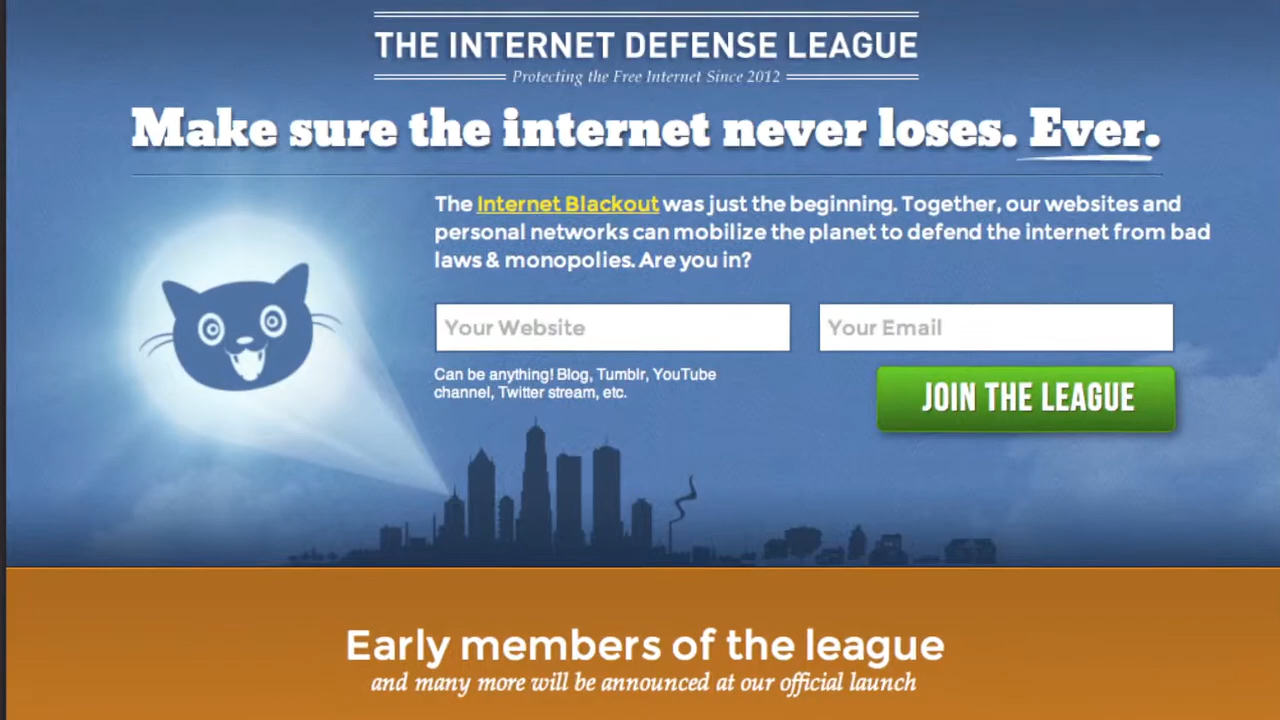 THE INTERNET DEFENSE LEAGUE
Protecting the Free Internet Since 2012
Make sure the internet never loses. Ever.
The Internet Blackout was just the beginning. Together, our websites and
personal networks can mobilize the planet to defend the internet from bad
laws & monopolies. Are you in?
Your Website
Your Email
Can be anything! Blog, Tumblr, YouTube
channel, Twitter stream, etc.
JOIN THE LEAGUE
Early members of the league
and many more will be announced at our official launch